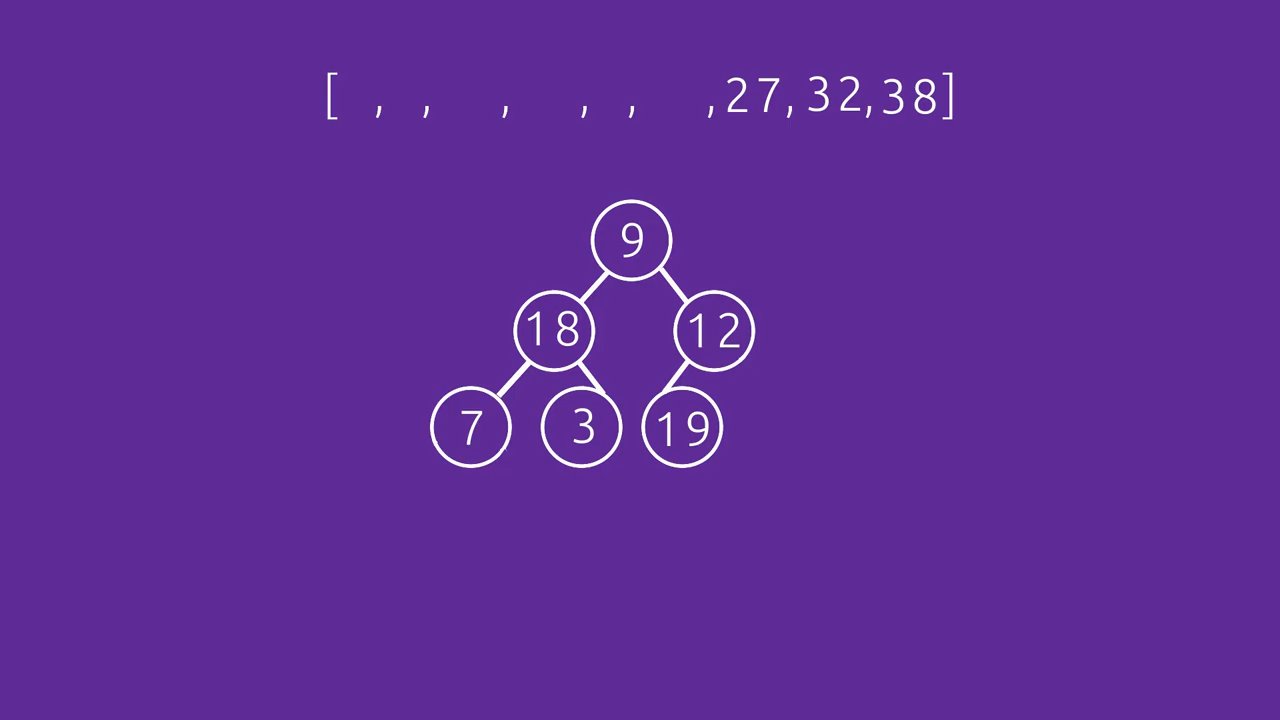 [ , , , , , ,27,32,38]
9
18 12
7 3 19